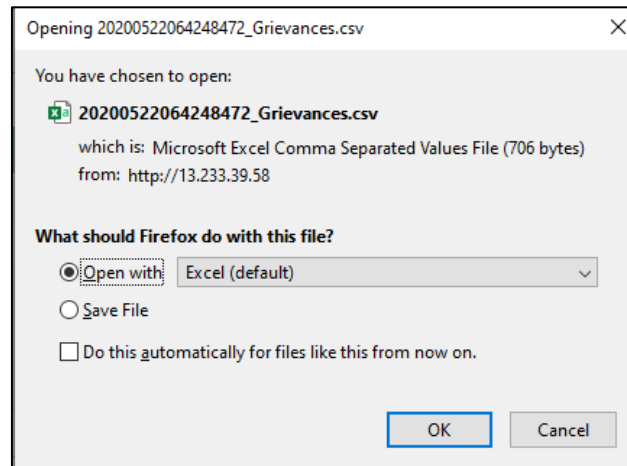 Opening 20200522064248472_Grievances.csv
You have chosen to open:
20200522064248472_Grievances.csv
which is: Microsoft Excel Comma Separated Values File (706 bytes)
from: http://13.233.39.58
What should Firefox do with this file?
Open with Excel (default)
Save File
Do this automatically for files like this from now on.
OK Cancel